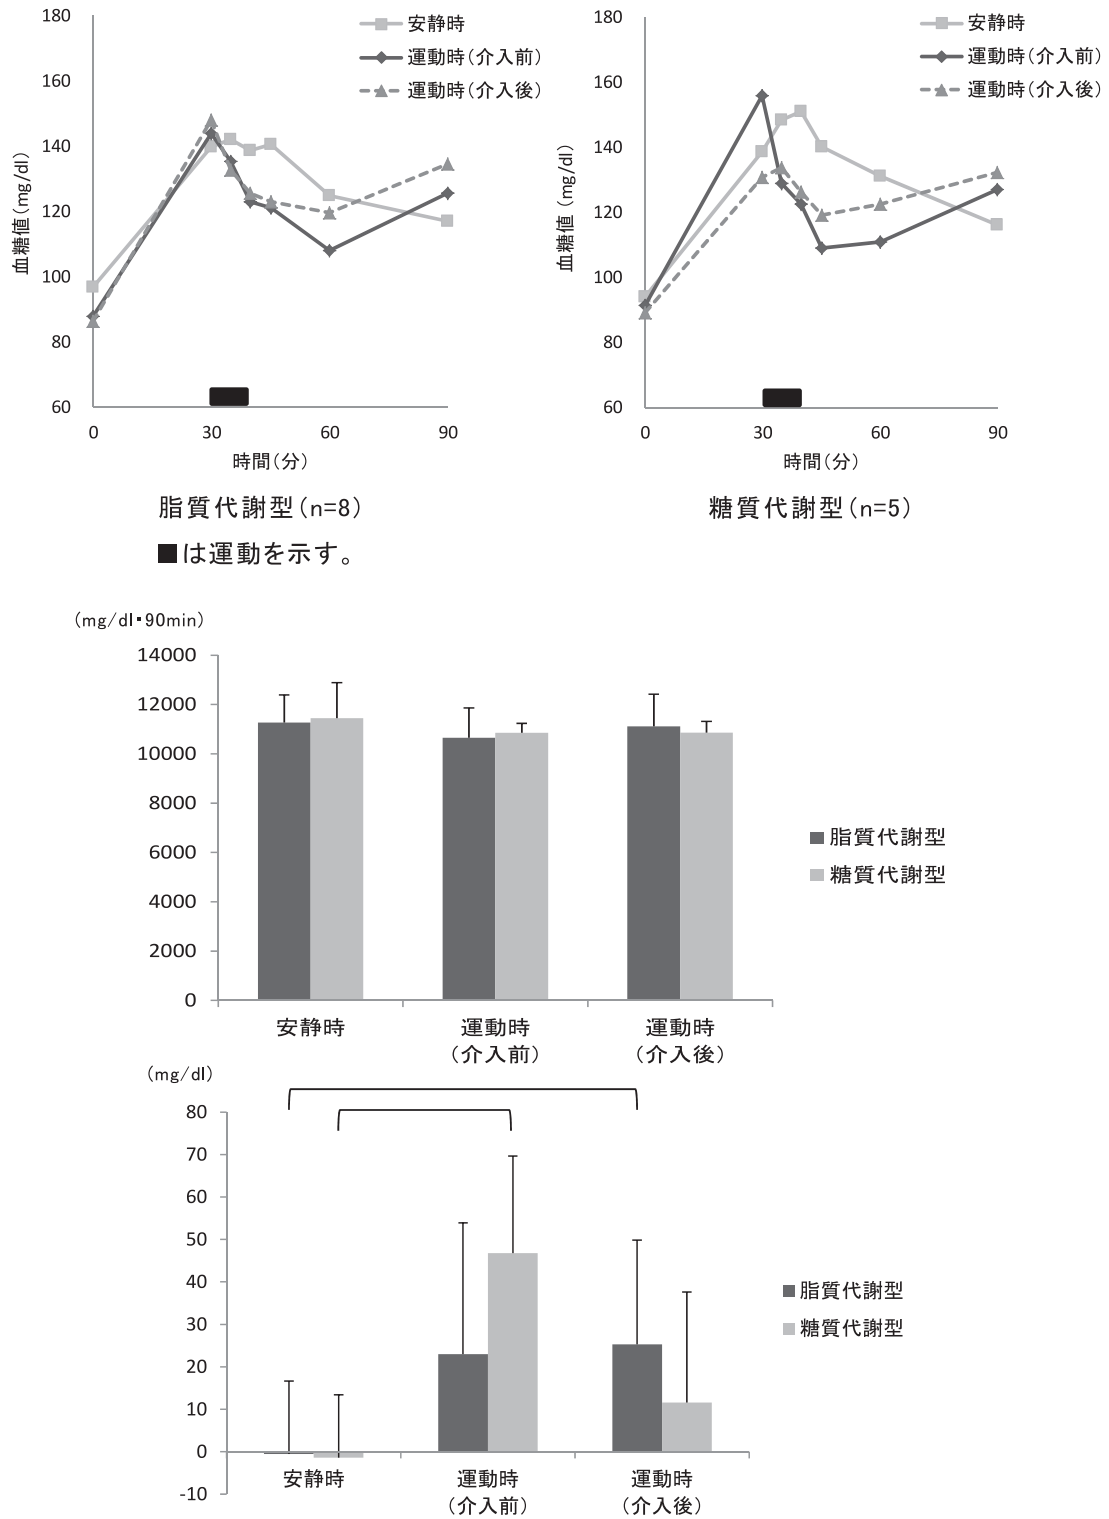 180
160
140
120
100
80
60
血糖値(mg/dl)
0
30
60
90
時間(分)
安静時
運動時(介入前)
運動時(介入後)
脂質代謝型(n=8)
180
160
140
120
100
80
60
血糖値(mg/dl)
0
30
60
90
時間(分)
安静時
運動時(介入前)
運動時(介入後)
糖質代謝型(n=5)
■は運動を示す。
(mg/dl・90min)
14000
12000
10000
8000
6000
4000
2000
0
安静時
運動時
(介入前)
運動時
(介入後)
脂質代謝型
糖質代謝型
(mg/dl)
80
70
60
50
40
30
20
10
0
-10
安静時
運動時
(介入前)
運動時
(介入後)
脂質代謝型
糖質代謝型